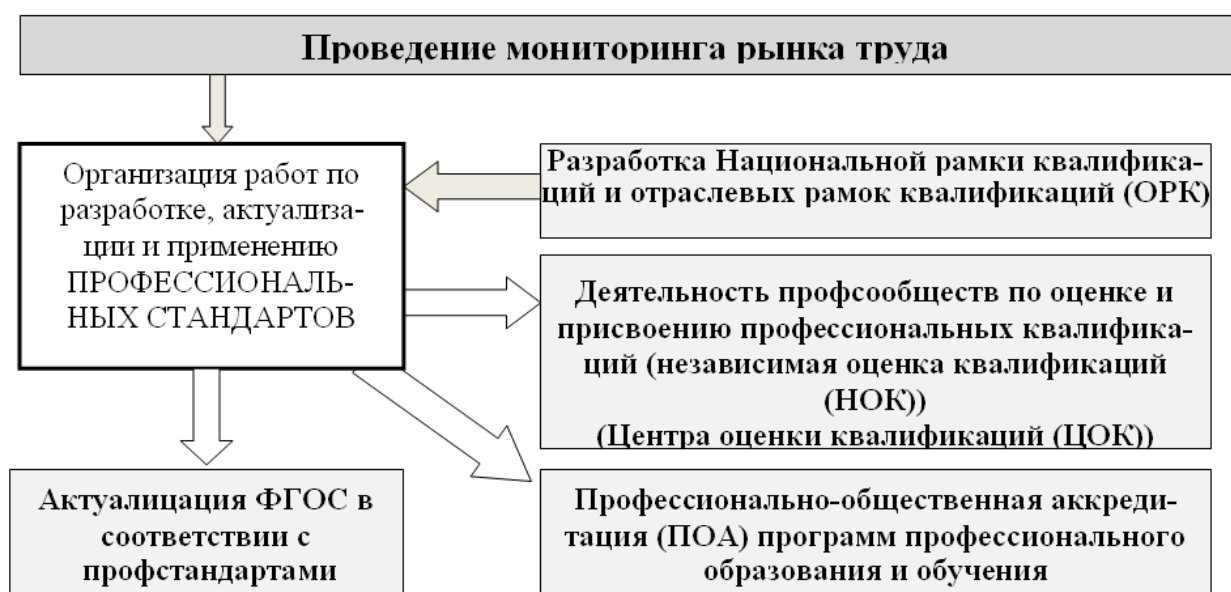 Проведение мониторинга рынка труда
Организация работ по
разработке, актуализа-
ции и применению
ПРОФЕССИОНАЛЬ-
НЫХ СТАНДАРТОВ
Разработка Национальной рамки квалифика-
ций и отраслевых рамок квалификаций (ОРК)
Деятельность профсообществ по оценке и
присвоению профессиональных квалифика-
ций (независимая оценка квалификаций
(НОК))
(Центра оценки квалификаций (ЦОК))
Актуалицация ФГОС в
соответствии с
профстандартами
Профессионально-общественная аккреди-
тация (ПОА) программ профессионального
образования и обучения